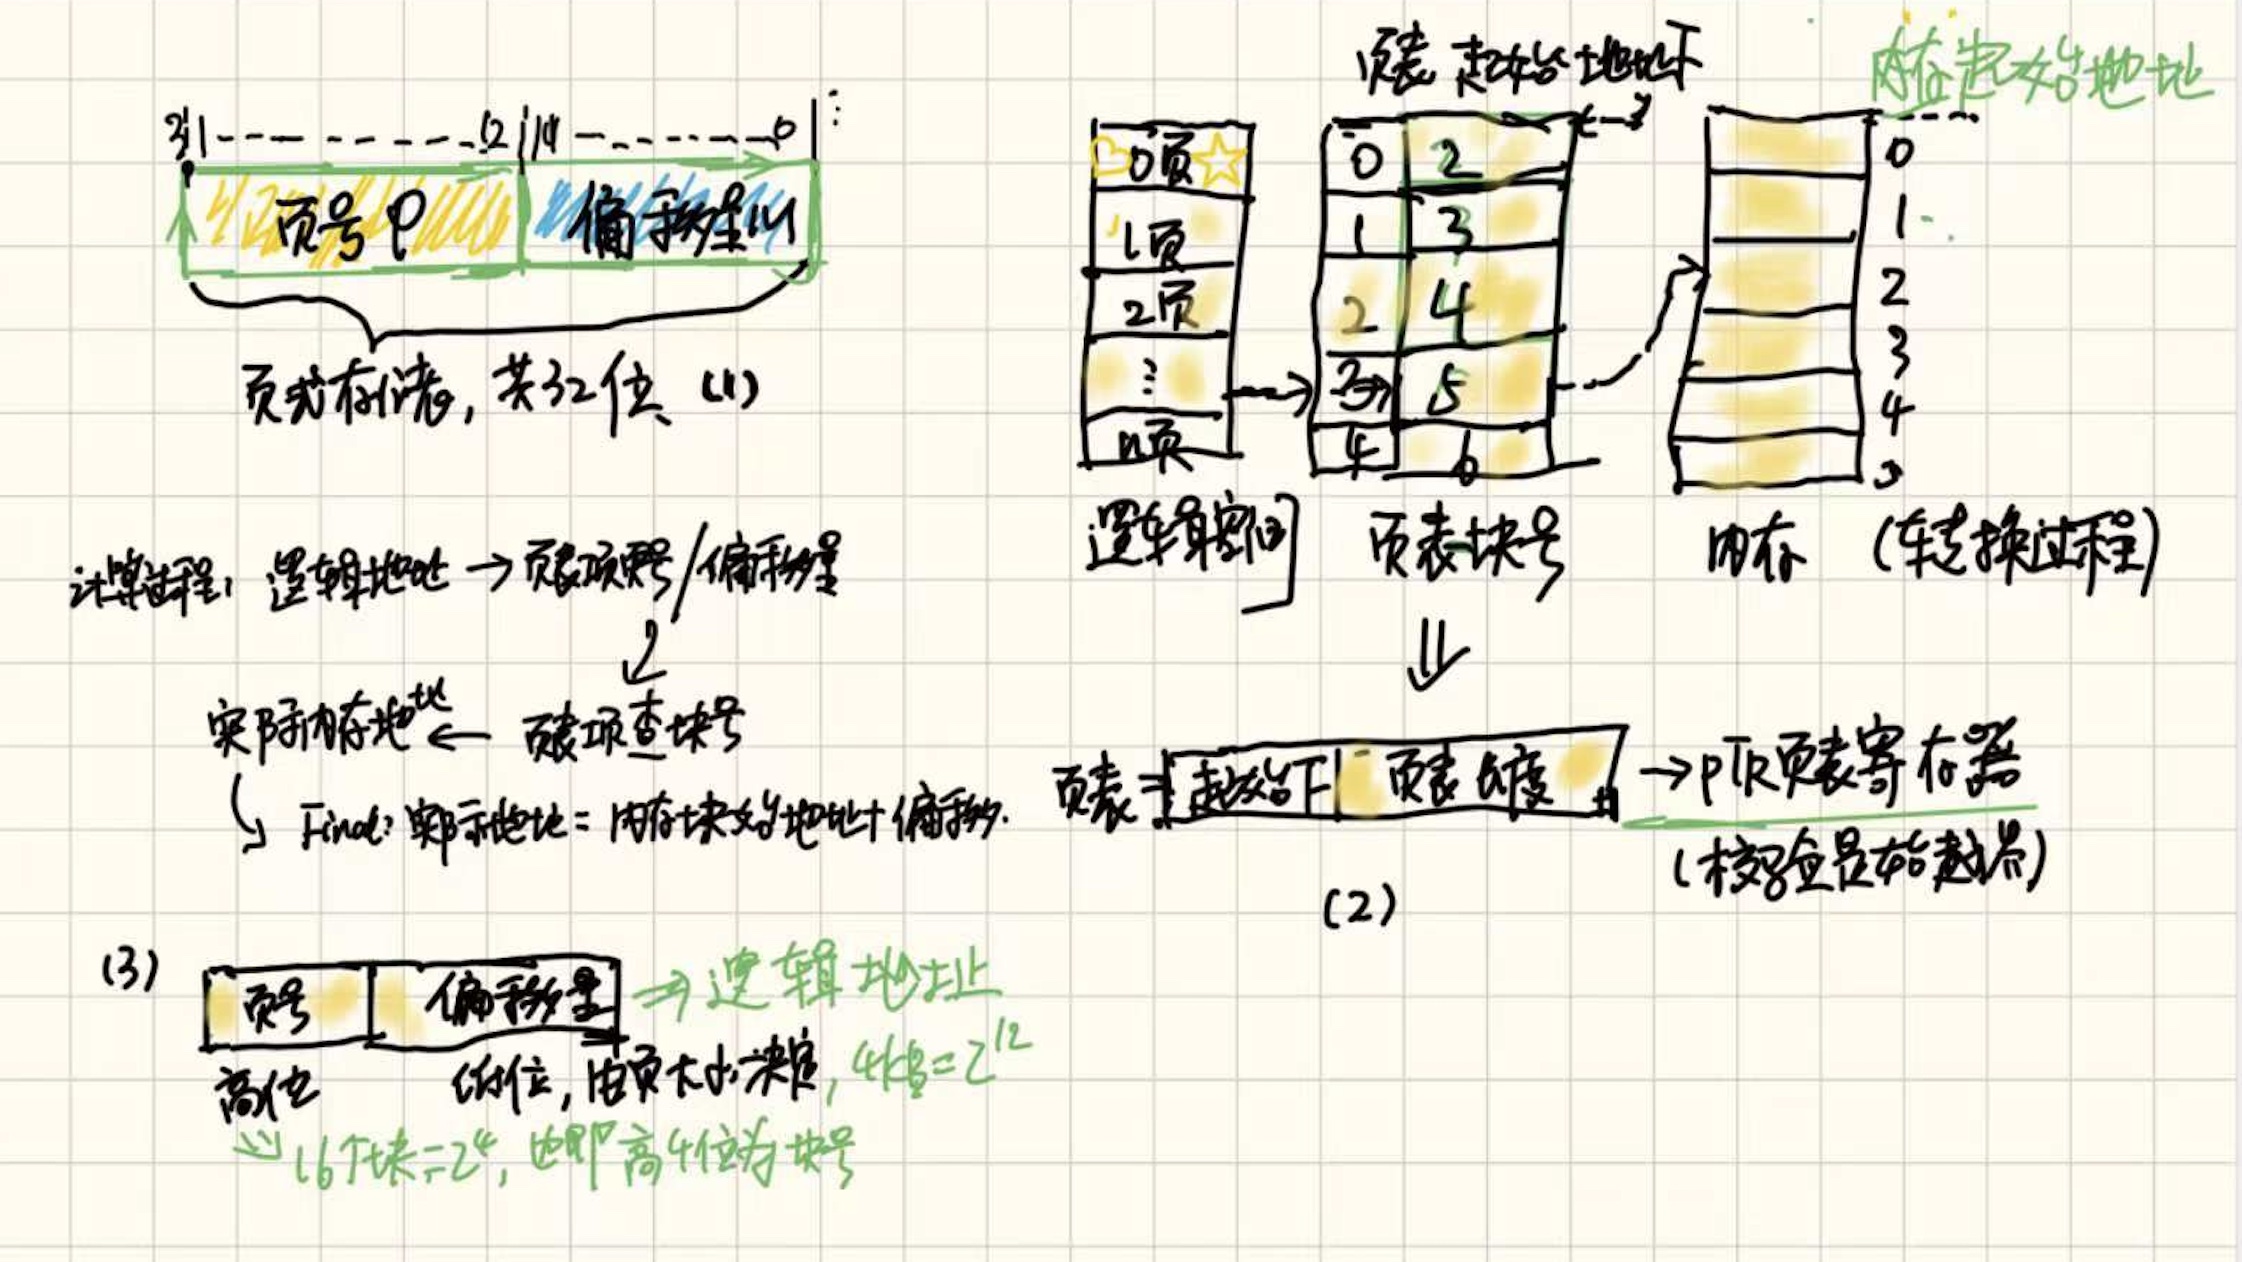 31 12 11 0
页号P 偏移量W
页式存储, 共32位 (1)
计算过程: 逻辑地址 → 页表项页号/偏移量
实际内存地址 ← 页表项查块号
Final: 实际地址 = 内存块始地址+偏移.
页表起始地址F
内存起始地址
0页
1页
2页
⋮
n页
0 2
1 3
2 4
3 5
4 6
0
1
2
3
4
5
逻辑空间
页表块号
内存 (转换过程)
页表 = 起始F 页表长度 → PTR页表寄存器
(校验是否越界)
(2)
(3)
页号 偏移量 ⇒ 逻辑地址
高位 低位, 由页大小决定, 4KB=2^12
16个块=2^4, 也即高4位为块号